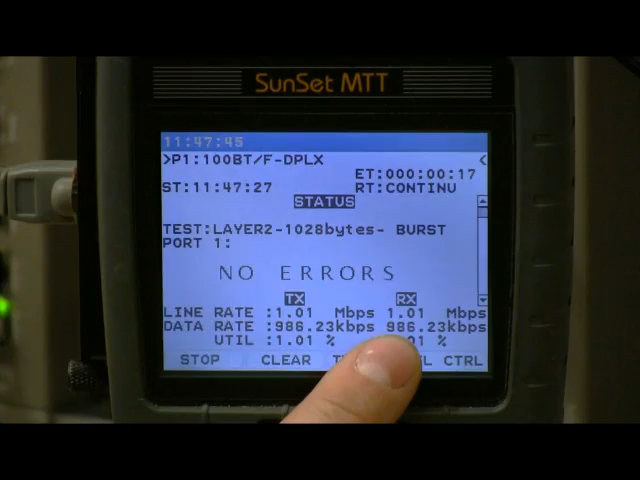 SunSet MTT
11:47:45
>P1:100BT/F-DPLX <
ET:000:00:17
ST:11:47:27 RT:CONTINU
STATUS
TEST:LAYER2-1028bytes- BURST
PORT 1:
NO ERRORS
TX RX
LINE RATE :1.01 Mbps 1.01 Mbps
DATA RATE :986.23kbps 986.23kbps
UTIL :1.01 % %
STOP CLEAR CTRL